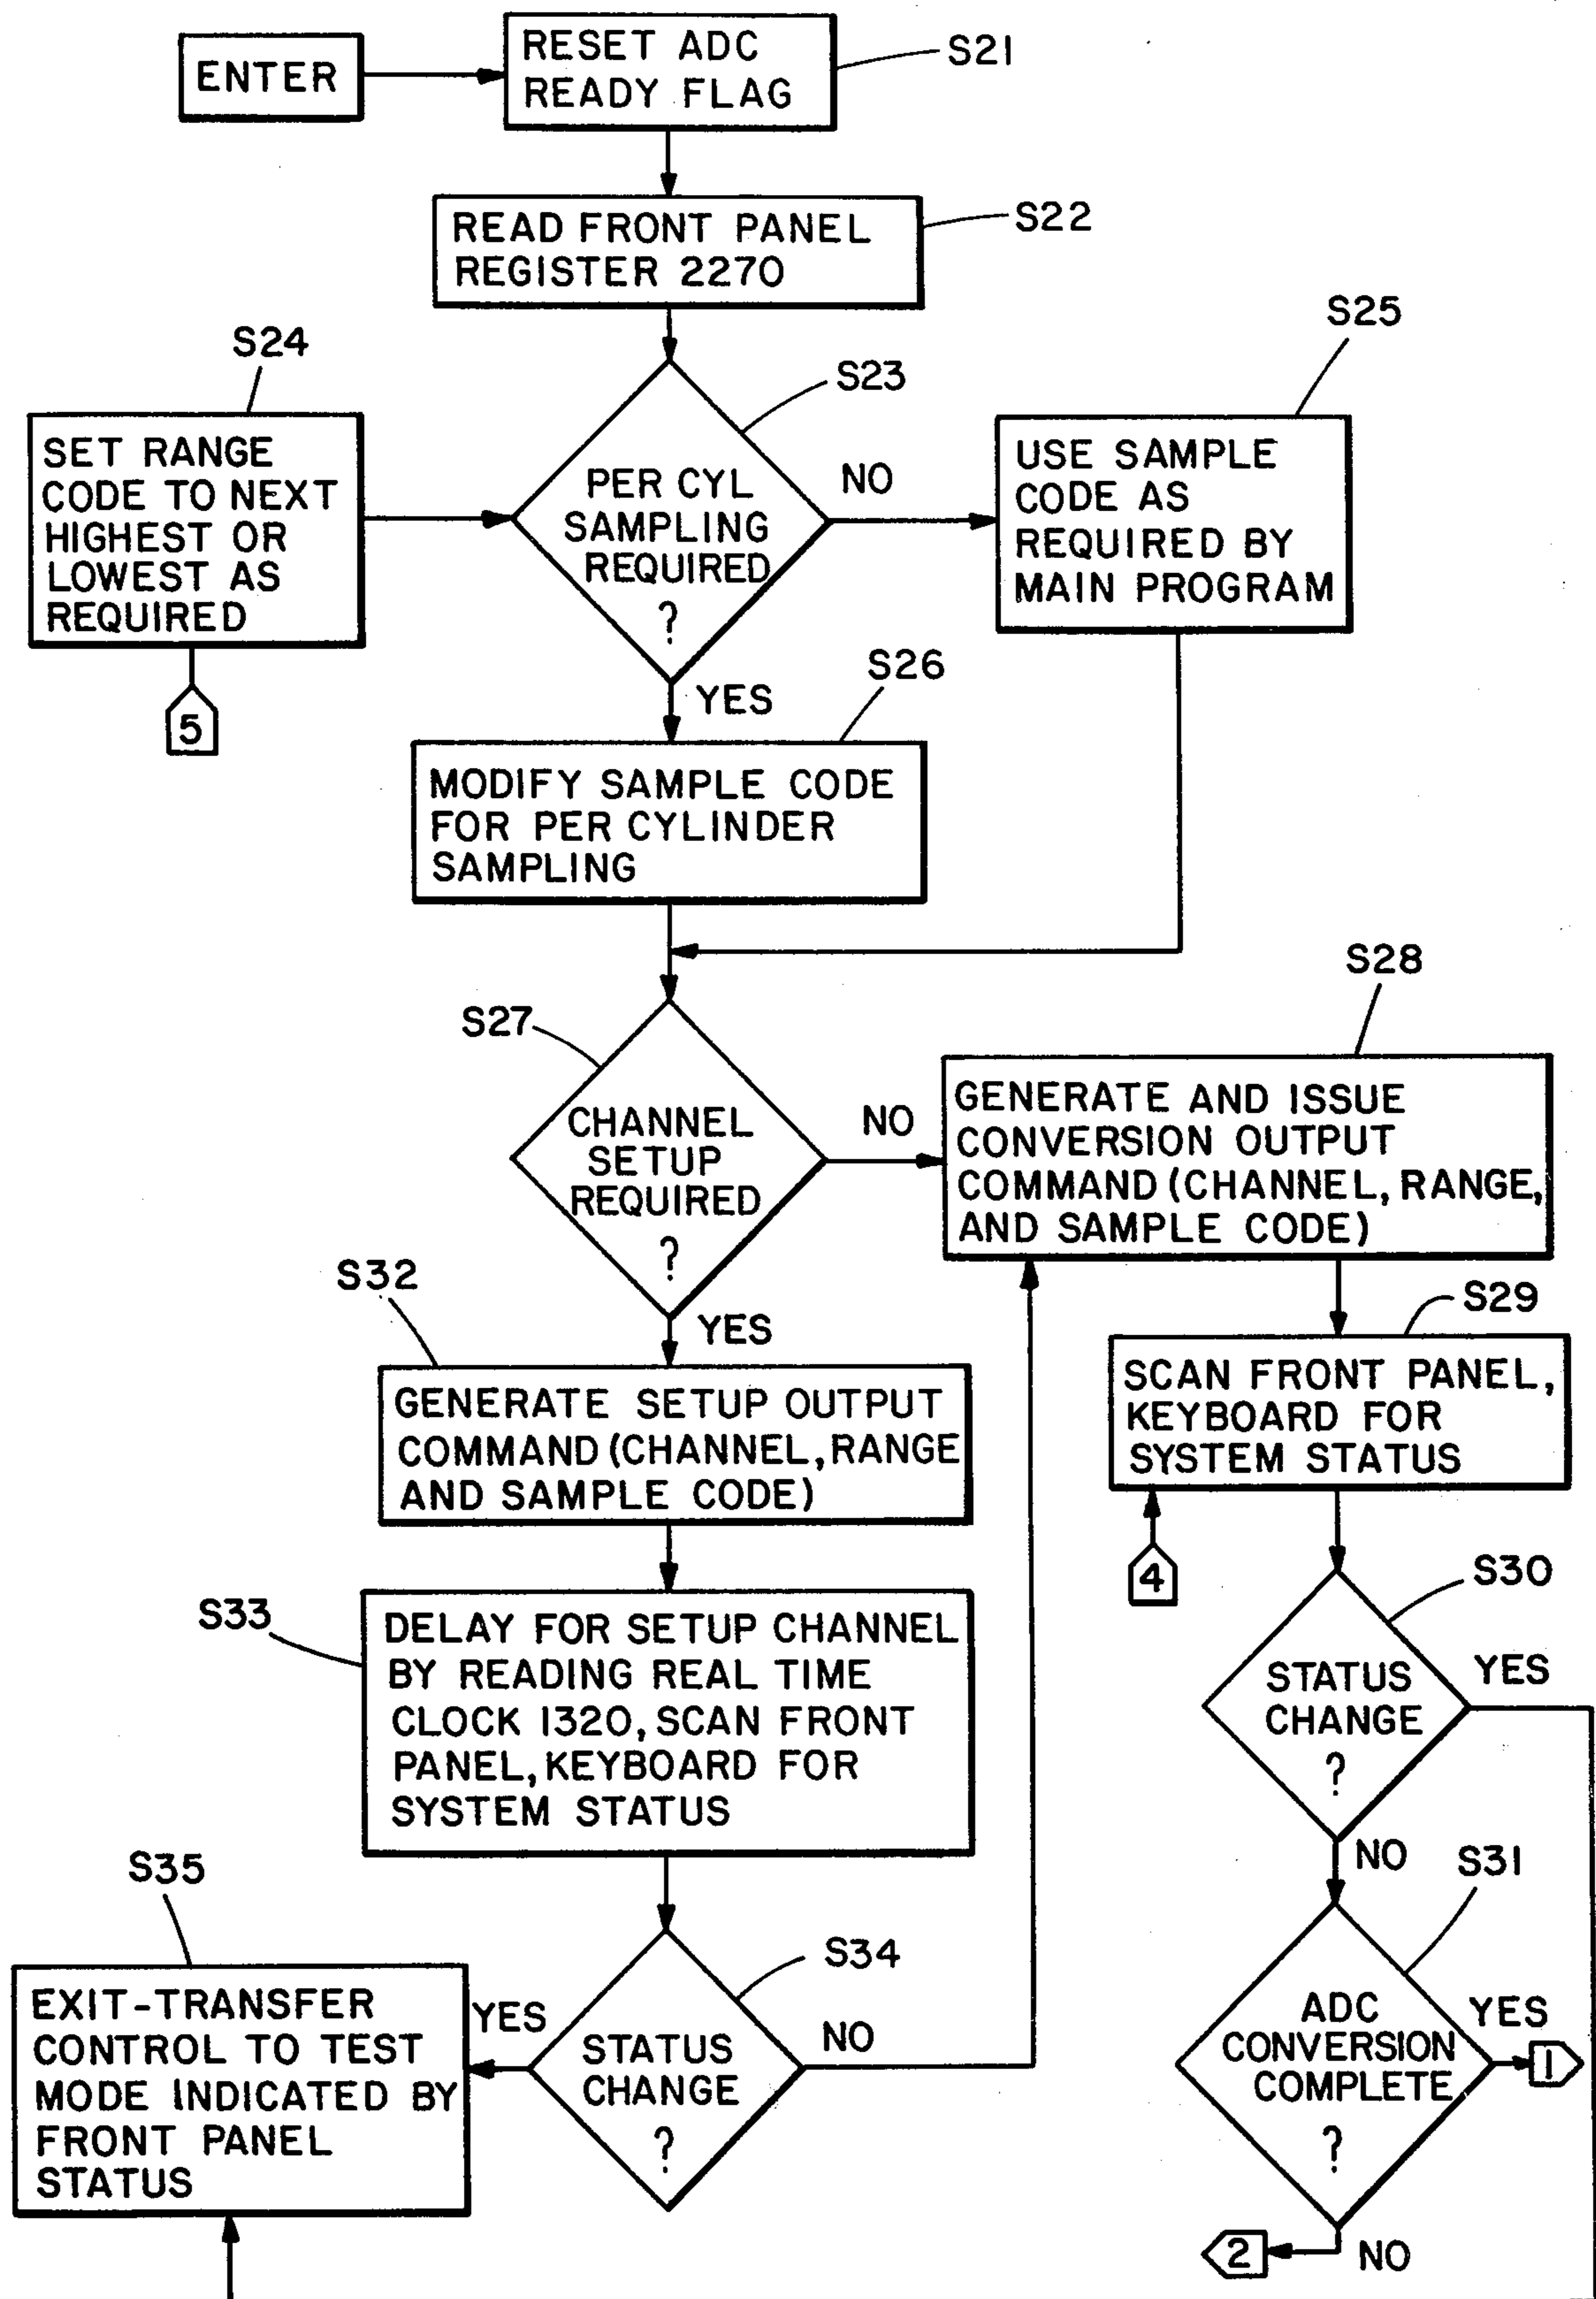 ENTER
RESET ADC
READY FLAG
S21
READ FRONT PANEL
REGISTER 2270
S22
S23
PER CYL
SAMPLING
REQUIRED
?
NO
YES
S24
SET RANGE
CODE TO NEXT
HIGHEST OR
LOWEST AS
REQUIRED
5
S25
USE SAMPLE
CODE AS
REQUIRED BY
MAIN PROGRAM
S26
MODIFY SAMPLE CODE
FOR PER CYLINDER
SAMPLING
S27
CHANNEL
SETUP
REQUIRED
?
NO
YES
S28
GENERATE AND ISSUE
CONVERSION OUTPUT
COMMAND (CHANNEL, RANGE,
AND SAMPLE CODE)
S29
SCAN FRONT PANEL,
KEYBOARD FOR
SYSTEM STATUS
4
S30
STATUS
CHANGE
?
YES
NO
S31
ADC
CONVERSION
COMPLETE
?
YES
1
NO
2
S32
GENERATE SETUP OUTPUT
COMMAND (CHANNEL, RANGE
AND SAMPLE CODE)
S33
DELAY FOR SETUP CHANNEL
BY READING REAL TIME
CLOCK 1320, SCAN FRONT
PANEL, KEYBOARD FOR
SYSTEM STATUS
S34
STATUS
CHANGE
?
YES
NO
S35
EXIT-TRANSFER
CONTROL TO TEST
MODE INDICATED BY
FRONT PANEL
STATUS